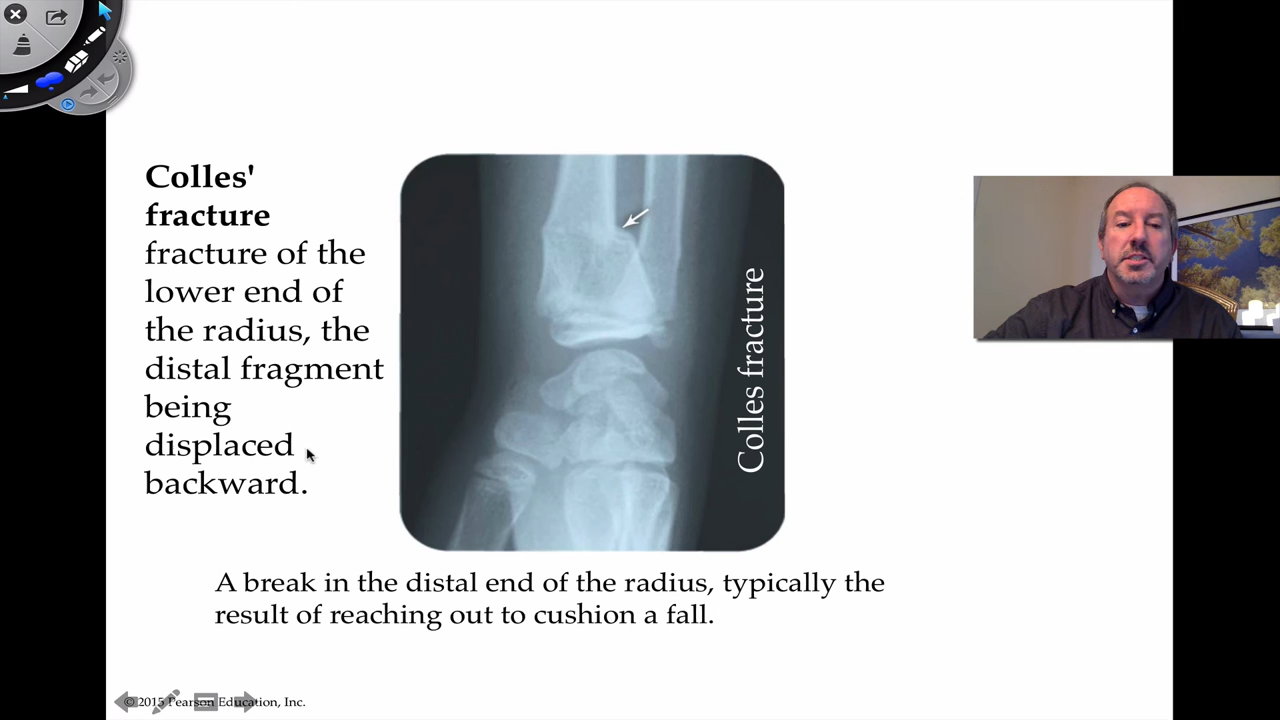 Colles'
fracture
fracture of the
lower end of
the radius, the
distal fragment
being
displaced
backward.
Colles fracture
A break in the distal end of the radius, typically the
result of reaching out to cushion a fall.
© 2015 Pearson Education, Inc.